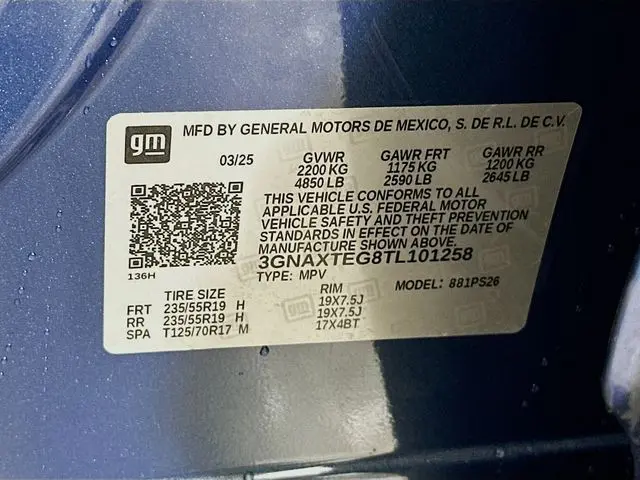 gm
MFD BY GENERAL MOTORS DE MEXICO, S. DE R.L. DE C.V.
03/25 GVWR GAWR FRT GAWR RR
2200 KG 1175 KG 1200 KG
4850 LB 2590 LB 2645 LB
THIS VEHICLE CONFORMS TO ALL
APPLICABLE U.S. FEDERAL MOTOR
VEHICLE SAFETY AND THEFT PREVENTION
STANDARDS IN EFFECT ON THE DATE OF
MANUFACTURE SHOWN ABOVE.
3GNAXTEG8TL101258
136H
TYPE: MPV MODEL: 881PS26
TIRE SIZE RIM
FRT 235/55R19 H 19X7.5J
RR 235/55R19 H 19X7.5J
SPA T125/70R17 M 17X4BT